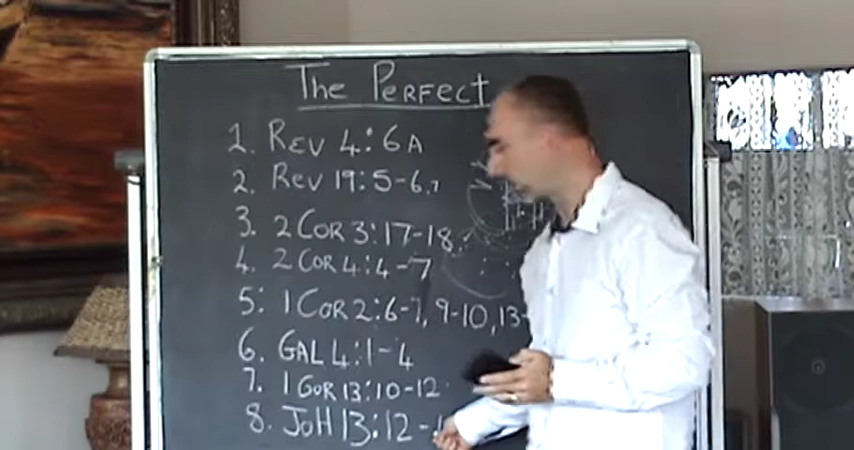 The Perfect
1. Rev 4:6A
2. Rev 19:5-6,7
3. 2 Cor 3:17-18
4. 2 Cor 4:4-7
5: 1 Cor 2:6-7, 9-10, 13-
6. GAL 4:1-4
7. 1 Cor 13:10-12
8. JOH 13:12-